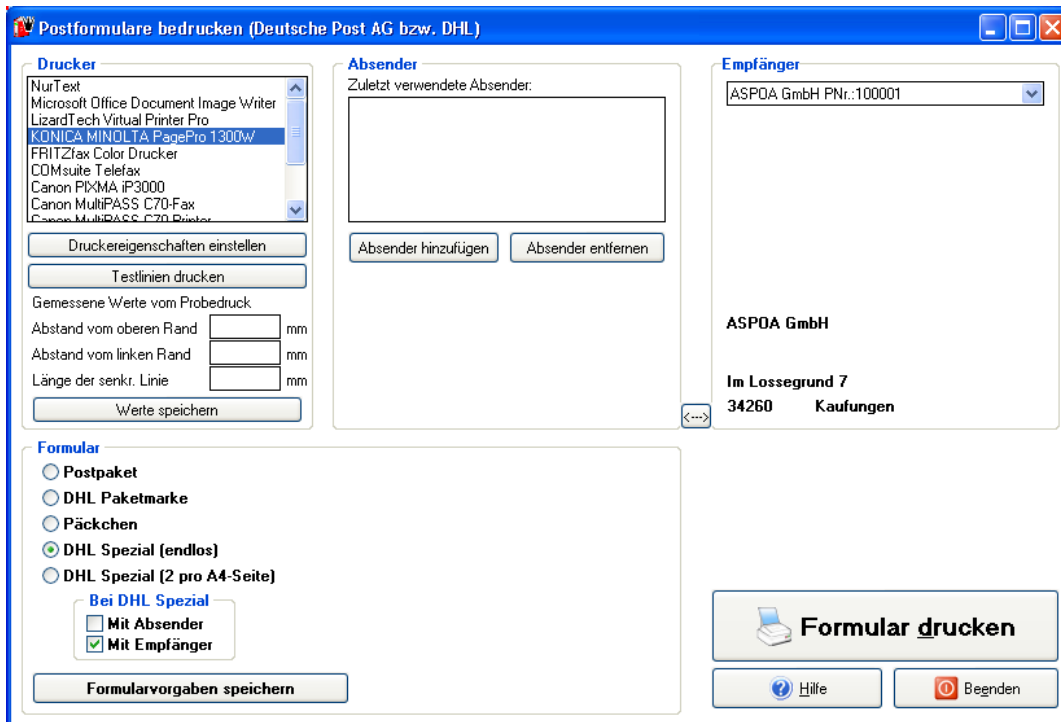 Postformulare bedrucken (Deutsche Post AG bzw. DHL)
Drucker
NurText
Microsoft Office Document Image Writer
LizardTech Virtual Printer Pro
KONICA MINOLTA PagePro 1300W
FRITZfax Color Drucker
COMsuite Telefax
Canon PIXMA iP3000
Canon MultiPASS C70-Fax
Canon MultiPASS C70 Printer
Druckereigenschaften einstellen
Testlinien drucken
Gemessene Werte vom Probedruck
Abstand vom oberen Rand mm
Abstand vom linken Rand mm
Länge der senkr. Linie mm
Werte speichern
Absender
Zuletzt verwendete Absender:
Absender hinzufügen
Absender entfernen
<--->
Empfänger
ASPOA GmbH PNr.:100001
ASPOA GmbH
Im Lossegrund 7
34260 Kaufungen
Formular
Postpaket
DHL Paketmarke
Päckchen
DHL Spezial (endlos)
DHL Spezial (2 pro A4-Seite)
Bei DHL Spezial
Mit Absender
Mit Empfänger
Formularvorgaben speichern
Formular drucken
Hilfe
Beenden